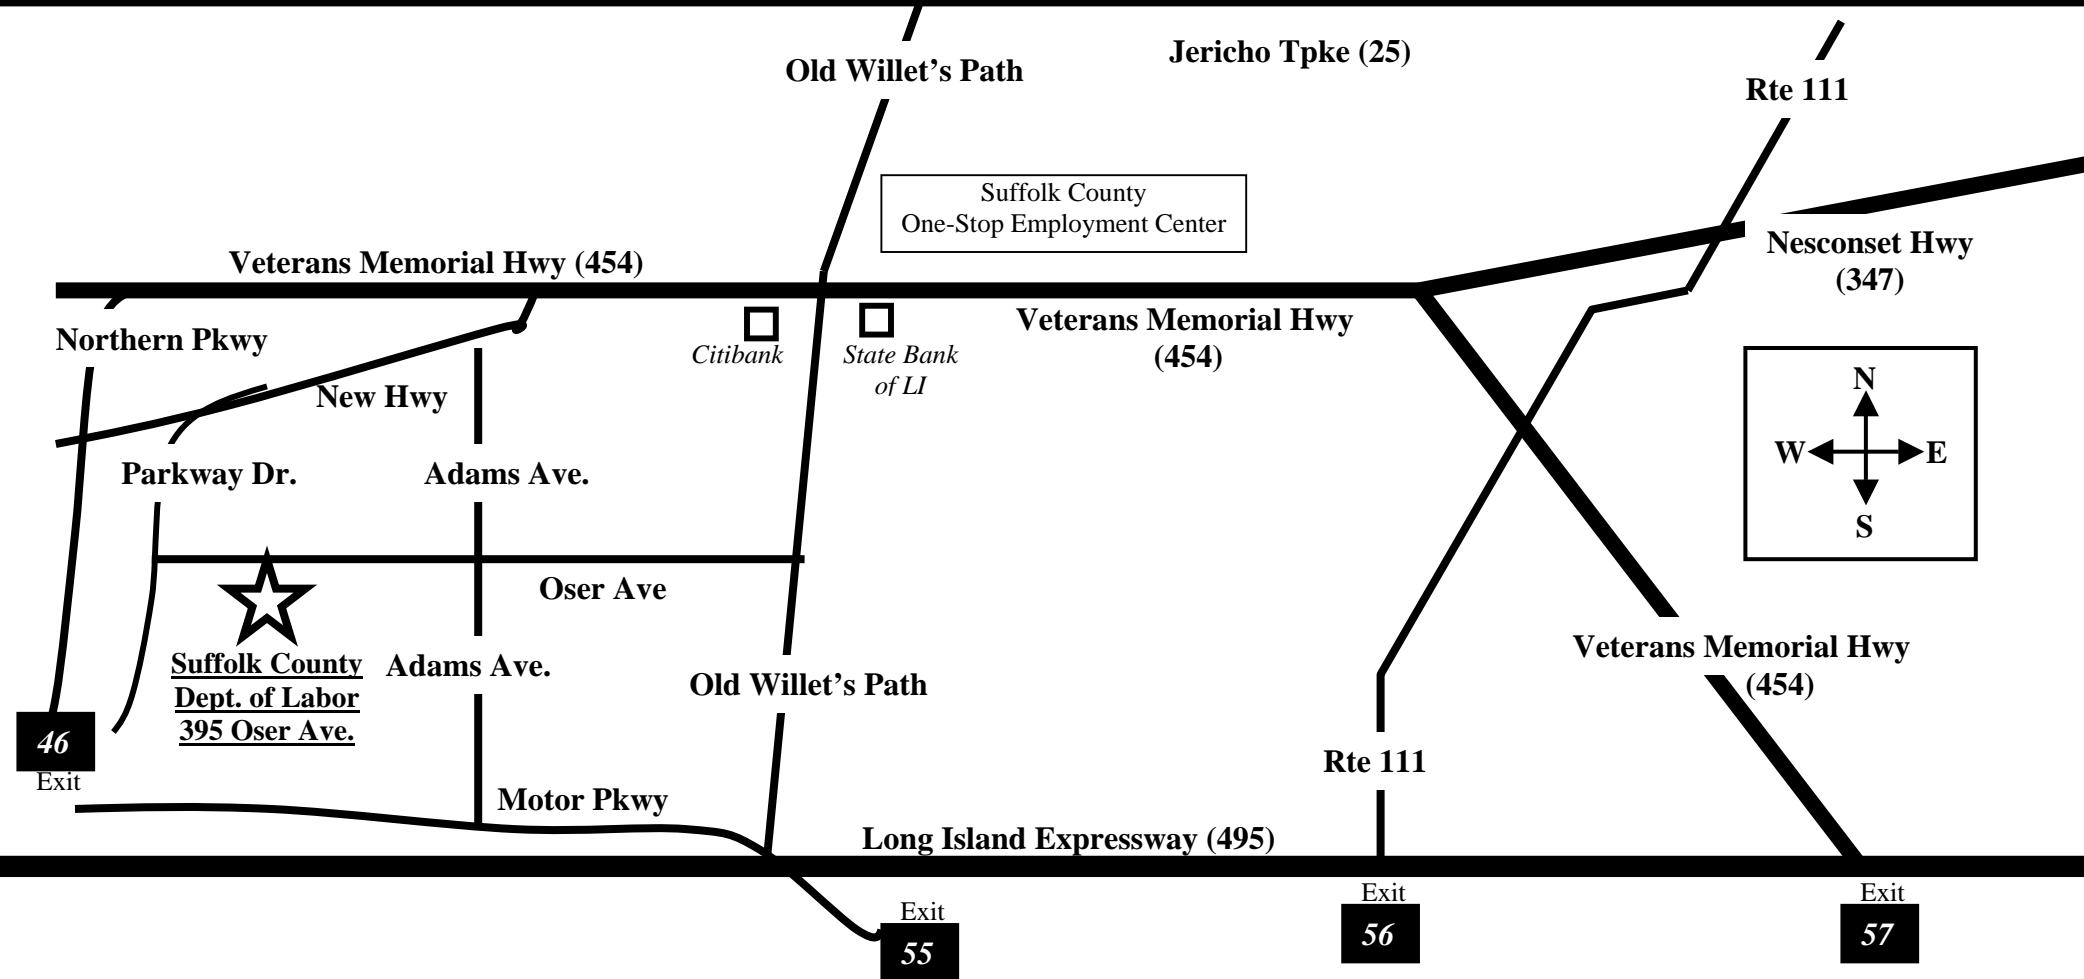 Jericho Tpke (25)
Old Willet's Path
Rte 111
Suffolk County
One-Stop Employment Center
Veterans Memorial Hwy (454)
Nesconset Hwy
(347)
Northern Pkwy
Veterans Memorial Hwy
(454)
Citibank
State Bank
of LI
New Hwy
N
W
E
S
Parkway Dr.
Adams Ave.
Oser Ave
Suffolk County
Dept. of Labor
395 Oser Ave.
Adams Ave.
Old Willet's Path
Veterans Memorial Hwy
(454)
46
Exit
Rte 111
Motor Pkwy
Long Island Expressway (495)
Exit
55
Exit
56
Exit
57